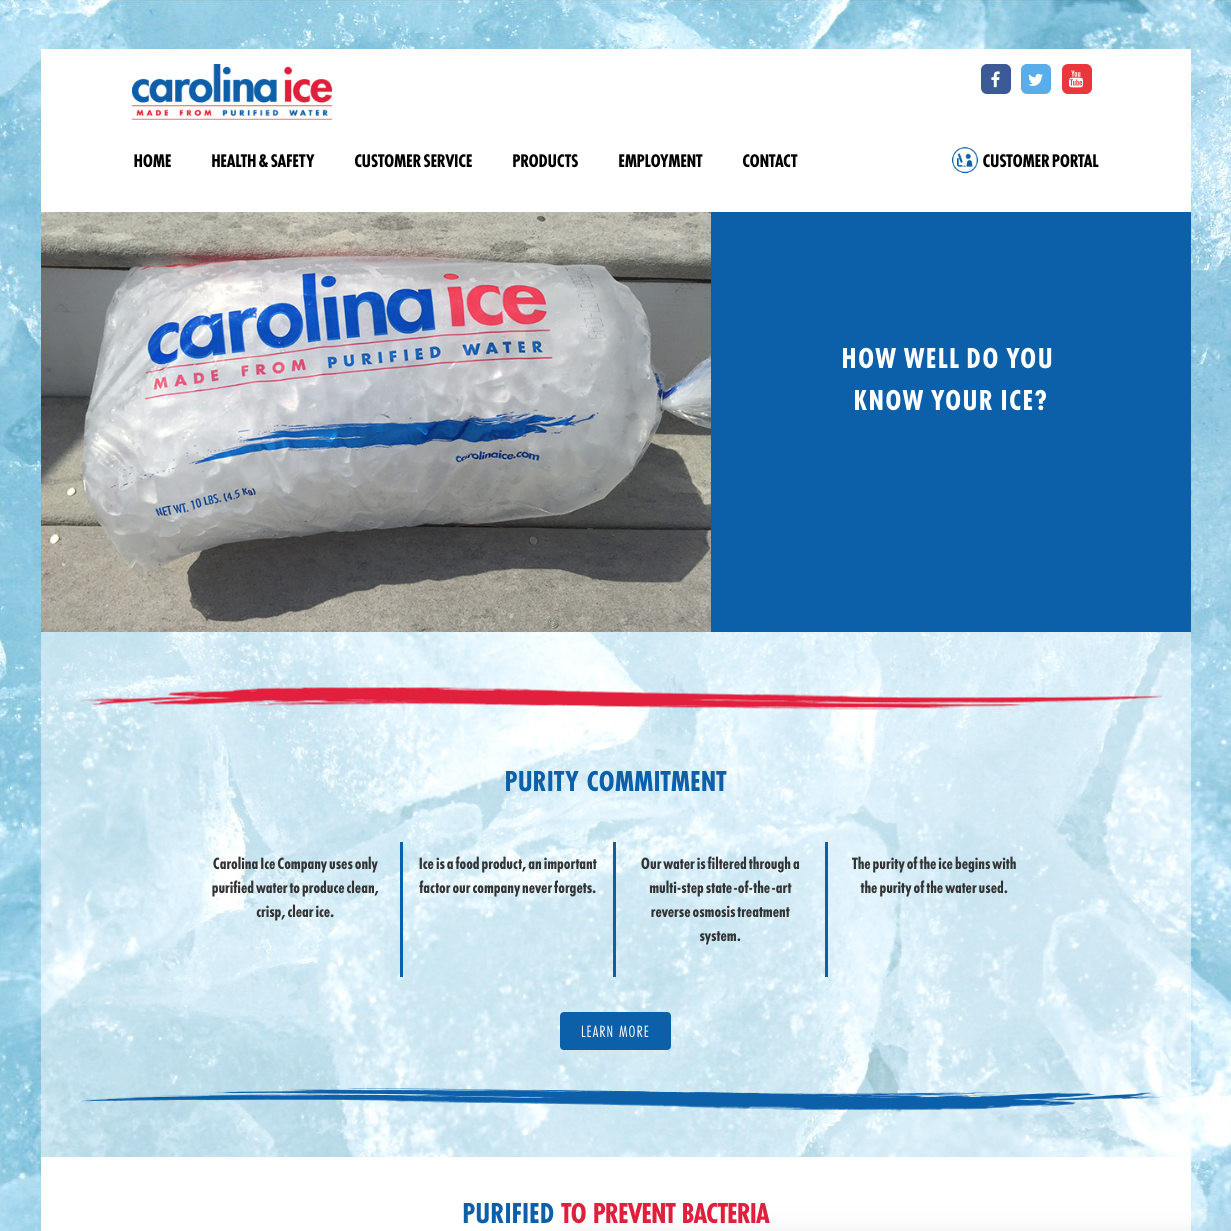 carolina ice
MADE FROM PURIFIED WATER
You
Tube
HOME HEALTH & SAFETY CUSTOMER SERVICE PRODUCTS EMPLOYMENT CONTACT CUSTOMER PORTAL
carolina ice
MADE FROM PURIFIED WATER
carolinaice.com
NET WT. 10 LBS. (4.5 Kg)
HOW WELL DO YOU
KNOW YOUR ICE?
PURITY COMMITMENT
Carolina Ice Company uses only
purified water to produce clean,
crisp, clear ice.
Ice is a food product, an important
factor our company never forgets.
Our water is filtered through a
multi-step state-of-the-art
reverse osmosis treatment
system.
The purity of the ice begins with
the purity of the water used.
LEARN MORE
PURIFIED TO PREVENT BACTERIA